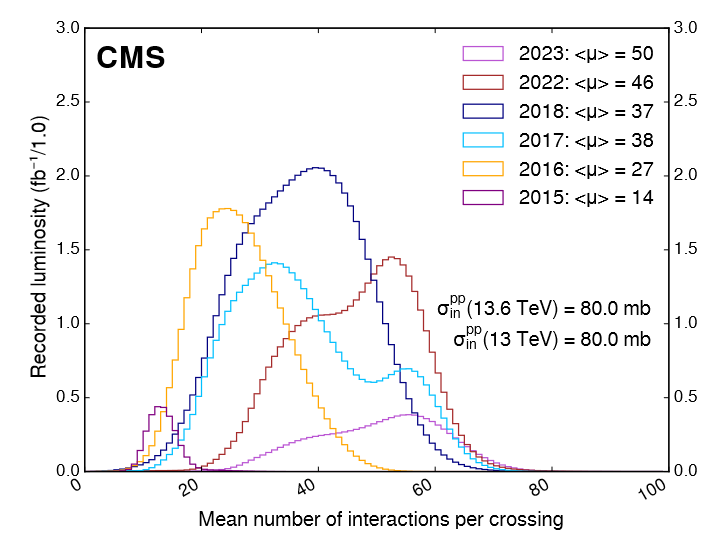 3.0
3.0
CMS
2023: <μ> = 50
2022: <μ> = 46
2018: <μ> = 37
2017: <μ> = 38
2016: <μ> = 27
2015: <μ> = 14
2.5
2.5
2.0
2.0
1.5
1.5
Recorded luminosity (fb⁻¹/1.0)
σ_in^pp(13.6 TeV) = 80.0 mb
σ_in^pp(13 TeV) = 80.0 mb
1.0
1.0
0.5
0.5
0.0
0.0
0 20 40 60 80 100
Mean number of interactions per crossing